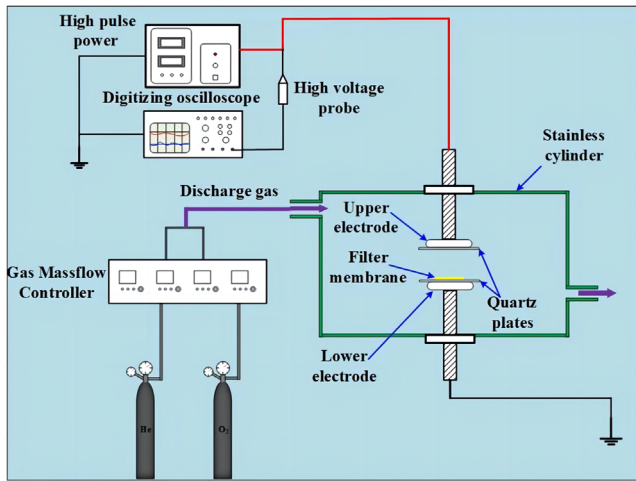 High pulse
power
Digitizing oscilloscope
High voltage
probe
Stainless
cylinder
Discharge gas
Upper
electrode
Filter
membrane
Gas Massflow
Controller
Quartz
plates
Lower
electrode
He
O₂